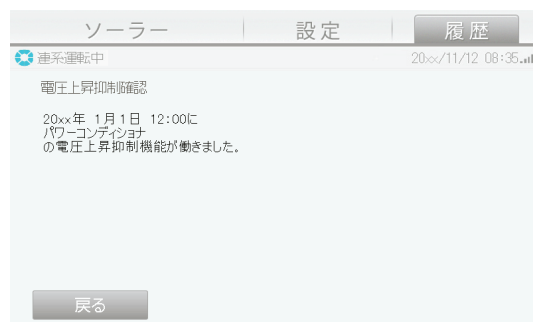 ソーラー 設定 履歴
連系運転中 20xx/11/12 08:35
電圧上昇抑制確認
20xx年 1月1日 12:00に
パワーコンディショナ
の電圧上昇抑制機能が働きました。
戻る